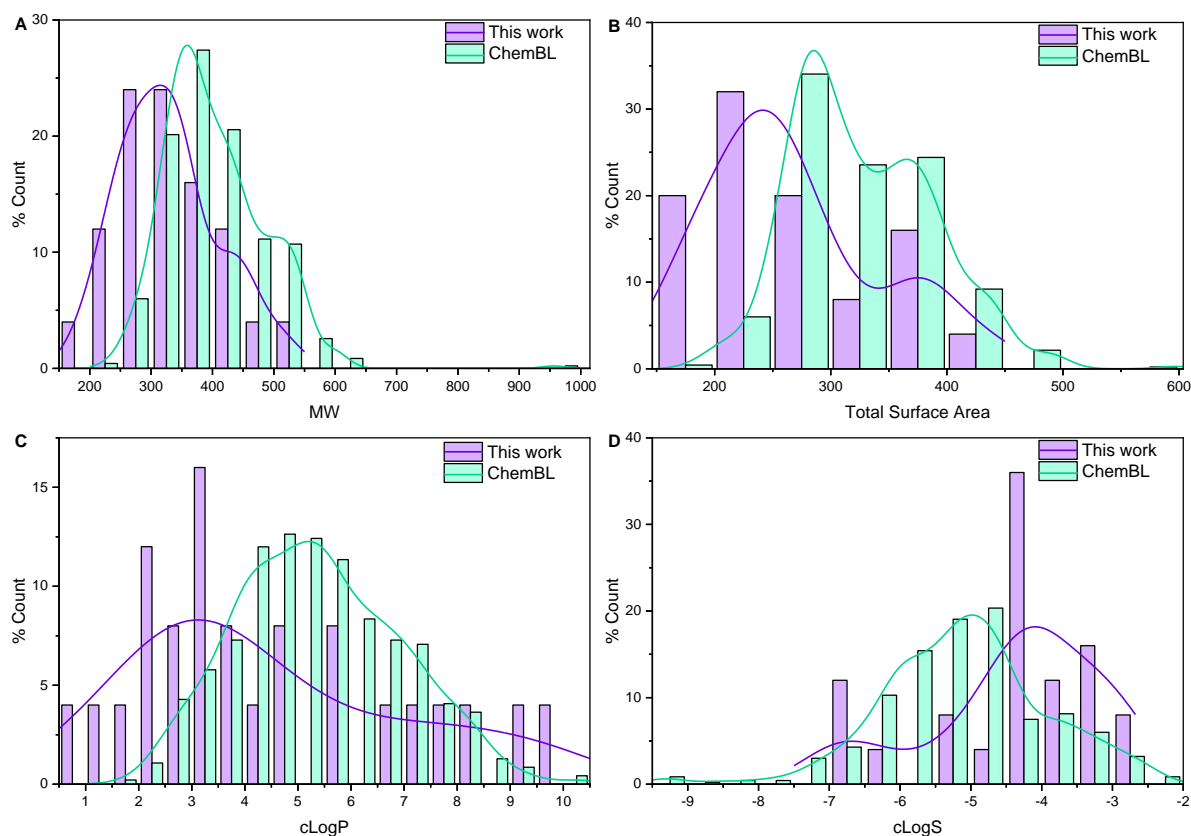 A
This work
ChemBL
30
20
10
0
% Count
200 300 400 500 600 700 800 900 1000
MW
B
This work
ChemBL
40
30
20
10
0
% Count
200 300 400 500 600
Total Surface Area
C
This work
ChemBL
15
10
5
0
% Count
1 2 3 4 5 6 7 8 9 10
cLogP
D
This work
ChemBL
40
30
20
10
0
% Count
-9 -8 -7 -6 -5 -4 -3 -2
cLogS